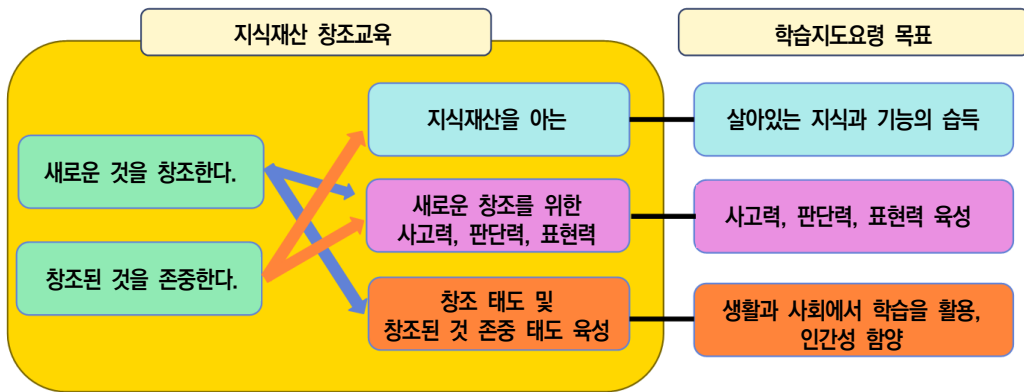 지식재산 창조교육
학습지도요령 목표
지식재산을 아는
살아있는 지식과 기능의 습득
새로운 것을 창조한다.
새로운 창조를 위한
사고력, 판단력, 표현력
사고력, 판단력, 표현력 육성
창조된 것을 존중한다.
창조 태도 및
창조된 것 존중 태도 육성
생활과 사회에서 학습을 활용,
인간성 함양